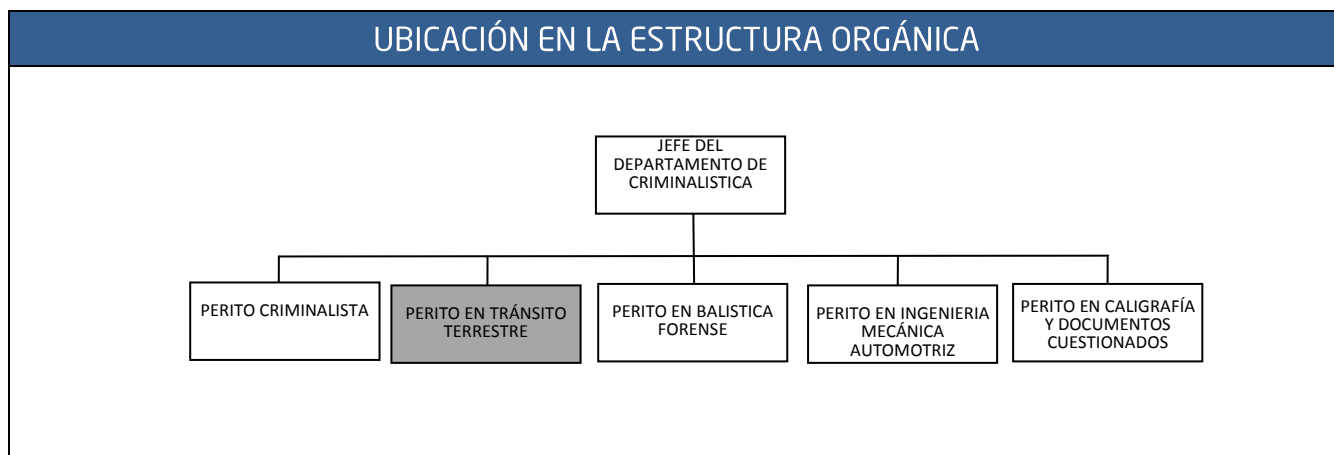 UBICACIÓN EN LA ESTRUCTURA ORGÁNICA
JEFE DEL
DEPARTAMENTO DE
CRIMINALISTICA
PERITO CRIMINALISTA
PERITO EN TRÁNSITO
TERRESTRE
PERITO EN BALISTICA
FORENSE
PERITO EN INGENIERIA
MECÁNICA
AUTOMOTRIZ
PERITO EN CALIGRAFÍA
Y DOCUMENTOS
CUESTIONADOS